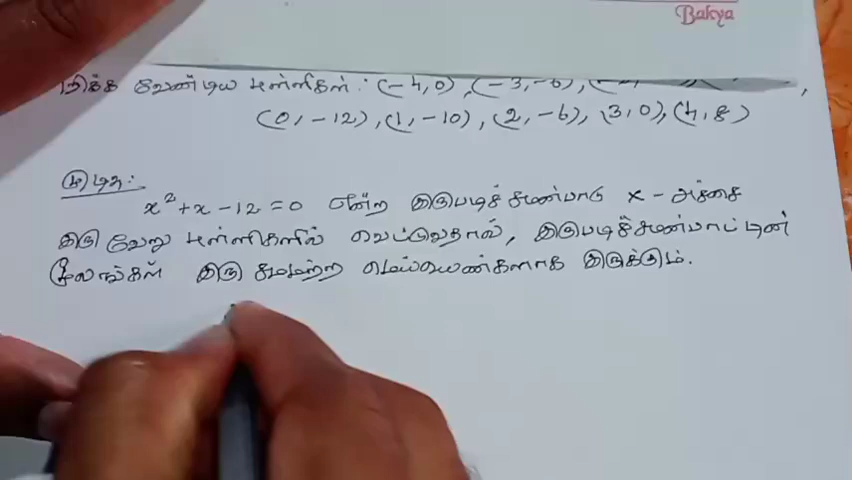 Bakya
குறிக்க வேண்டிய புள்ளிகள் : (-4,0), (-3,-6),
(0,-12), (1,-10), (2,-6), (3,0), (4,8)
முடிவு:
x²+x-12=0 என்ற இருபடிச் சமன்பாடு x-அச்சை
இரு வேறு புள்ளிகளில் வெட்டுவதால், இருபடிச்சமன்பாட்டின்
மூலங்கள் இரு சமமற்ற மெய்யெண்களாக இருக்கும்.